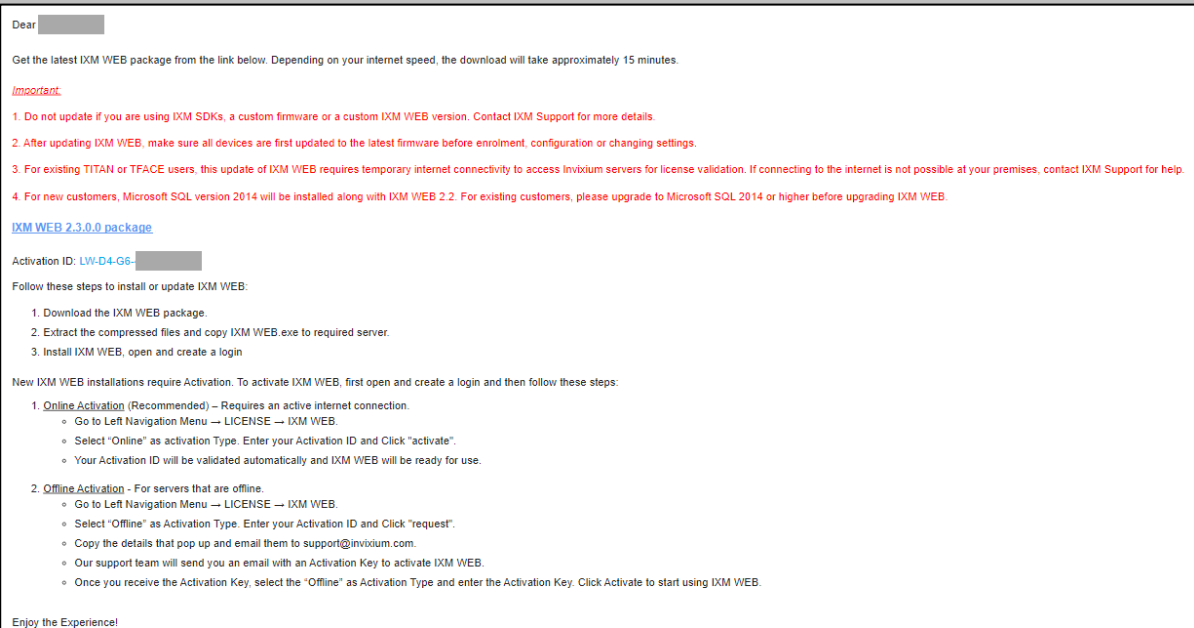 Dear
Get the latest IXM WEB package from the link below. Depending on your internet speed, the download will take approximately 15 minutes.
Important:
1. Do not update if you are using IXM SDKs, a custom firmware or a custom IXM WEB version. Contact IXM Support for more details.
2. After updating IXM WEB, make sure all devices are first updated to the latest firmware before enrolment, configuration or changing settings.
3. For existing TITAN or TFACE users, this update of IXM WEB requires temporary internet connectivity to access Invixium servers for license validation. If connecting to the internet is not possible at your premises, contact IXM Support for help.
4. For new customers, Microsoft SQL version 2014 will be installed along with IXM WEB 2.2. For existing customers, please upgrade to Microsoft SQL 2014 or higher before upgrading IXM WEB.
IXM WEB 2.3.0.0 package
Activation ID: LW-D4-G6-
Follow these steps to install or update IXM WEB:
1. Download the IXM WEB package.
2. Extract the compressed files and copy IXM WEB.exe to required server.
3. Install IXM WEB, open and create a login
New IXM WEB installations require Activation. To activate IXM WEB, first open and create a login and then follow these steps:
1. Online Activation (Recommended) – Requires an active internet connection.
◦ Go to Left Navigation Menu → LICENSE → IXM WEB.
◦ Select “Online” as activation Type. Enter your Activation ID and Click "activate".
◦ Your Activation ID will be validated automatically and IXM WEB will be ready for use.
2. Offline Activation - For servers that are offline.
◦ Go to Left Navigation Menu → LICENSE → IXM WEB.
◦ Select “Offline” as Activation Type. Enter your Activation ID and Click "request".
◦ Copy the details that pop up and email them to support@invixium.com.
◦ Our support team will send you an email with an Activation Key to activate IXM WEB.
◦ Once you receive the Activation Key, select the “Offline” as Activation Type and enter the Activation Key. Click Activate to start using IXM WEB.
Enjoy the Experience!